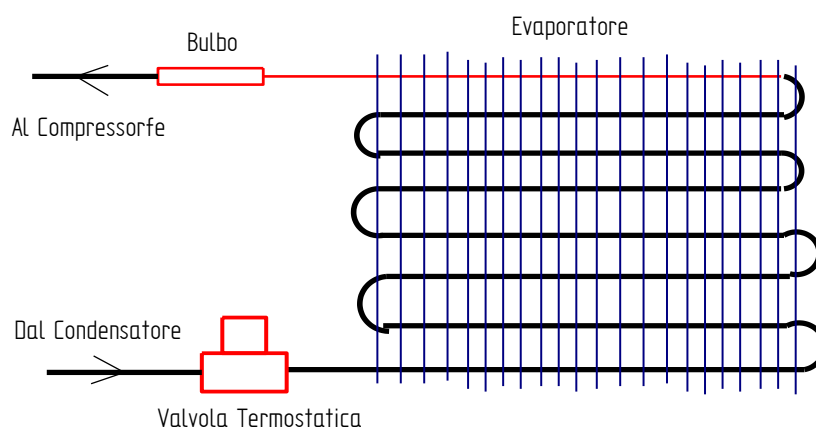 Evaporatore
Bulbo
Al Compressorfe
Dal Condensatore
Valvola Termostatica